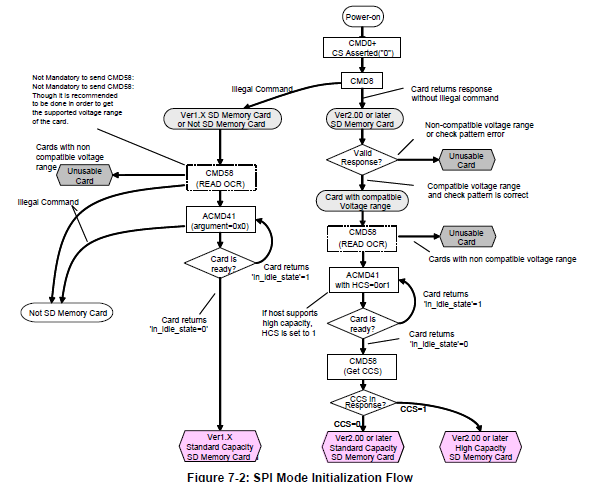 Power-on
CMD0+
CS Asserted("0")
CMD8
Illegal Command
Card returns response
without illegal command
Not Mandatory to send CMD58:
Not Mandatory to send CMD58:
Though it is recommended
to be done in order to get
the supported voltage range
of the card.
Ver1.X SD Memory Card
or Not SD Memory Card
Ver2.00 or later
SD Memory Card
Non-compatible voltage range
or check pattern error
Cards with non
compatible voltage
range
Unusable
Card
CMD58
(READ OCR)
Valid
Response?
Unusable
Card
Compatible voltage range
and check pattern is correct
Illegal Command
Card with compatible
Voltage range
ACMD41
(argument=0x0)
CMD58
(READ OCR)
Unusable
Card
Cards with non compatible voltage range
Card is
ready?
Card returns
'in_idle_state'=1
ACMD41
with HCS=0or1
If host supports
high capacity,
HCS is set to 1
Card returns
'in_idle_state'=1
Not SD Memory Card
Card returns
'in_idle_state=0'
Card is
ready?
Card returns
'in_idle_state'=0
CMD58
(Get CCS)
CCS in
Response?
CCS=1
CCS=0
Ver1.X
Standard Capacity
SD Memory Card
Ver2.00 or later
Standard Capacity
SD Memory Card
Ver2.00 or later
High Capacity
SD Memory Card
Figure 7-2: SPI Mode Initialization Flow